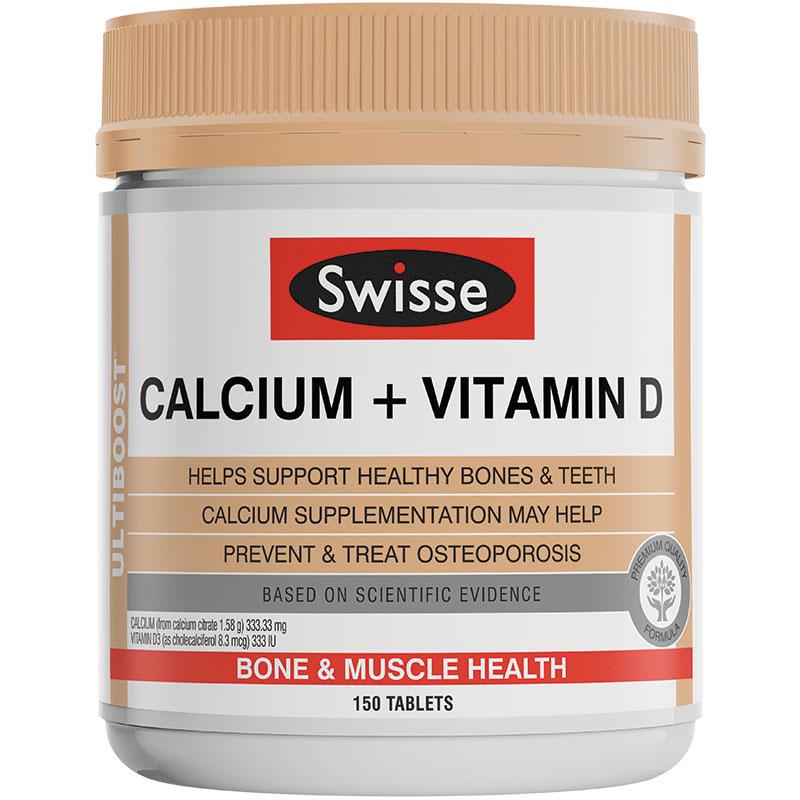 Swisse
ULTIBOOST®
CALCIUM + VITAMIN D
HELPS SUPPORT HEALTHY BONES & TEETH
CALCIUM SUPPLEMENTATION MAY HELP
PREVENT & TREAT OSTEOPOROSIS
BASED ON SCIENTIFIC EVIDENCE
PREMIUM QUALITY
FORMULA
CALCIUM (from calcium citrate 1.58 g) 333.33 mg
VITAMIN D3 (as cholecalciferol 8.3 mcg) 333 IU
BONE & MUSCLE HEALTH
150 TABLETS